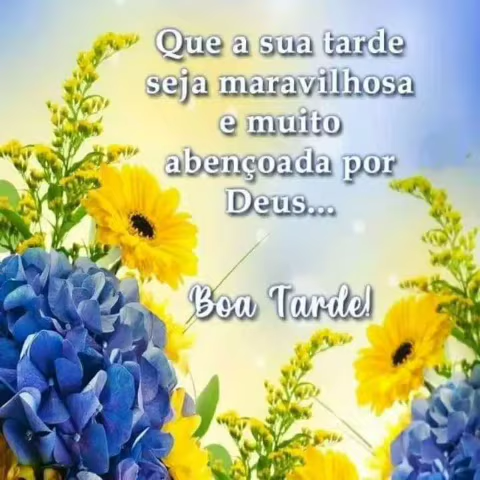 Que a sua tarde
seja maravilhosa
e muito
abençoada por
Deus...
Boa Tarde!